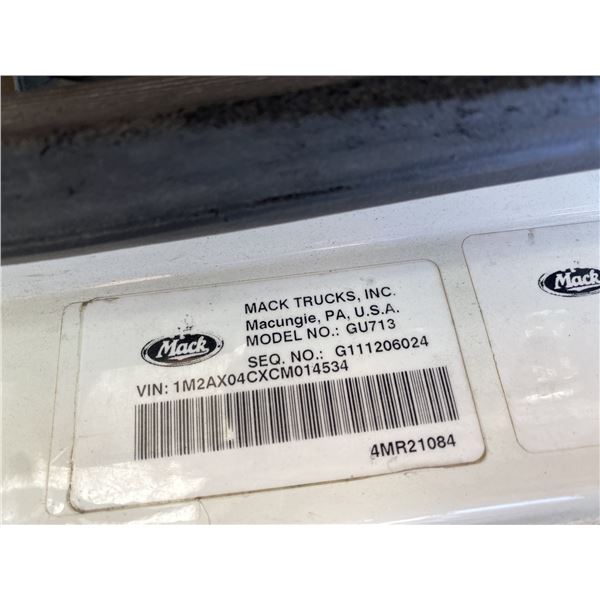 MACK TRUCKS, INC.
Macungie, PA, U.S.A.
MODEL NO.: GU713
SEQ. NO.: G111206024
Mack
VIN: 1M2AX04CXCM014534
4MR21084
Mack